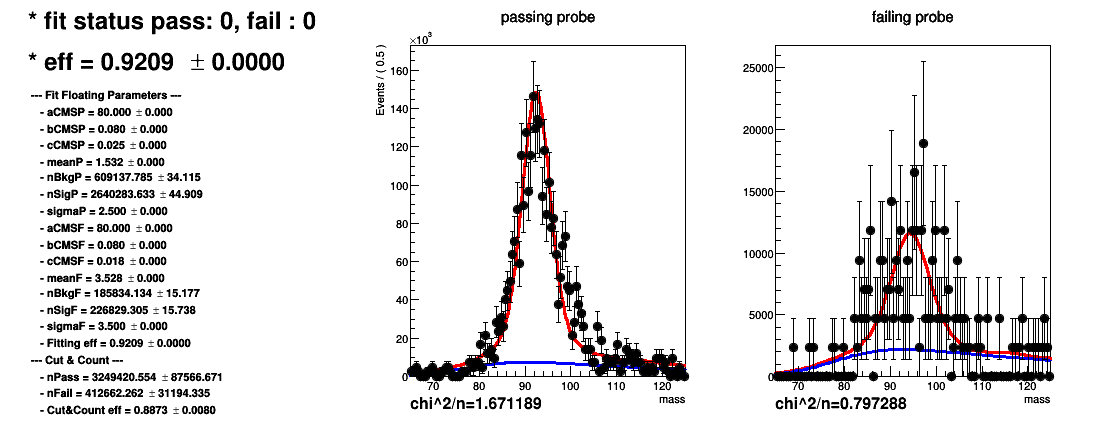 * fit status pass: 0, fail : 0
* eff = 0.9209 ± 0.0000
--- Fit Floating Parameters ---
- aCMSP = 80.000 ± 0.000
- bCMSP = 0.080 ± 0.000
- cCMSP = 0.025 ± 0.000
- meanP = 1.532 ± 0.000
- nBkgP = 609137.785 ± 34.115
- nSigP = 2640283.633 ± 44.909
- sigmaP = 2.500 ± 0.000
- aCMSF = 80.000 ± 0.000
- bCMSF = 0.080 ± 0.000
- cCMSF = 0.018 ± 0.000
- meanF = 3.528 ± 0.000
- nBkgF = 185834.134 ± 15.177
- nSigF = 226829.305 ± 15.738
- sigmaF = 3.500 ± 0.000
- Fitting eff = 0.9209 ± 0.0000
--- Cut & Count ---
- nPass = 3249420.554 ± 87566.671
- nFail = 412662.262 ± 31194.335
- Cut&Count eff = 0.8873 ± 0.0080
passing probe
×10³
Events / ( 0.5 )
160
140
120
100
80
60
40
20
0
70 80 90 100 110 120
mass
chi^2/n=1.671189
failing probe
25000
20000
15000
10000
5000
0
70 80 90 100 110 120
mass
chi^2/n=0.797288